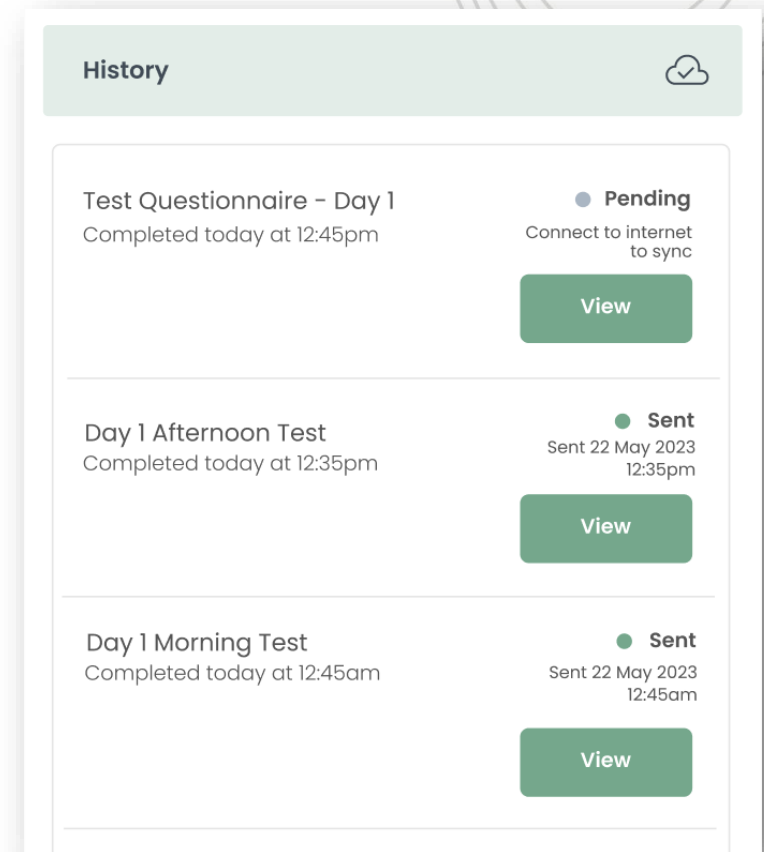 History
Test Questionnaire - Day 1
Completed today at 12:45pm
Pending
Connect to internet
to sync
View
Day 1 Afternoon Test
Completed today at 12:35pm
Sent
Sent 22 May 2023
12:35pm
View
Day 1 Morning Test
Completed today at 12:45am
Sent
Sent 22 May 2023
12:45am
View